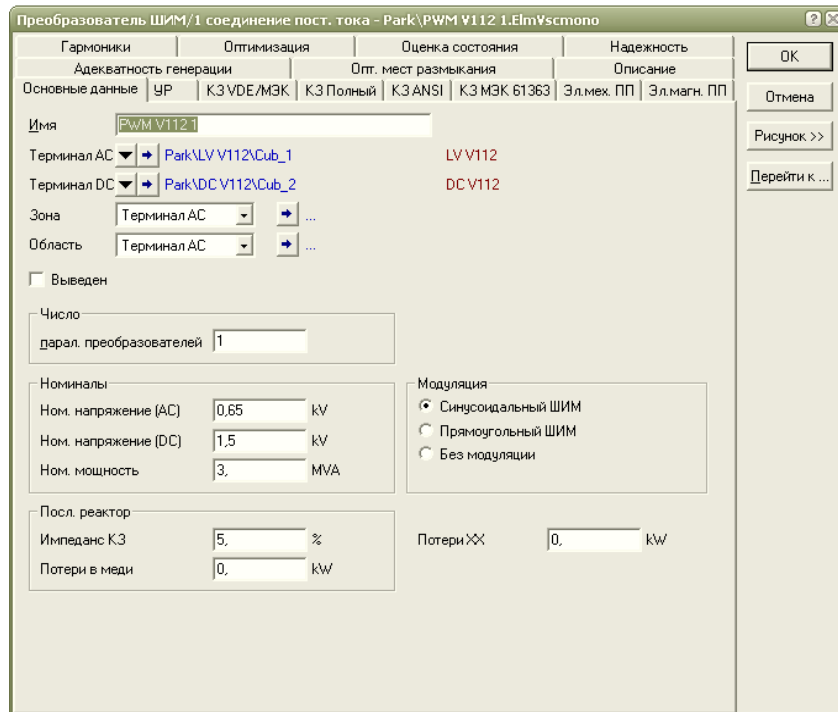 Преобразователь ШИМ/1 соединение пост. тока - Park\PWM V112 1.ElmVscmono
Гармоники Оптимизация Оценка состояния Надежность
Адекватность генерации Опт. мест размыкания Описание
Основные данные УР КЗ VDE/МЭК КЗ Полный КЗ ANSI КЗ МЭК 61363 Эл.мех. ПП Эл.магн. ПП
OK
Отмена
Рисунок >>
Перейти к ...
Имя PWM V112 1
Терминал AC Park\LV V112\Cub_1 LV V112
Терминал DC Park\DC V112\Cub_2 DC V112
Зона Терминал AC ...
Область Терминал AC ...
Выведен
Число
парал. преобразователей 1
Номиналы
Ном. напряжение (AC) 0,65 kV
Ном. напряжение (DC) 1,5 kV
Ном. мощность 3, MVA
Модуляция
Синусоидальный ШИМ
Прямоугольный ШИМ
Без модуляции
Посл. реактор
Импеданс КЗ 5, %
Потери в меди 0, kW
Потери XX 0, kW